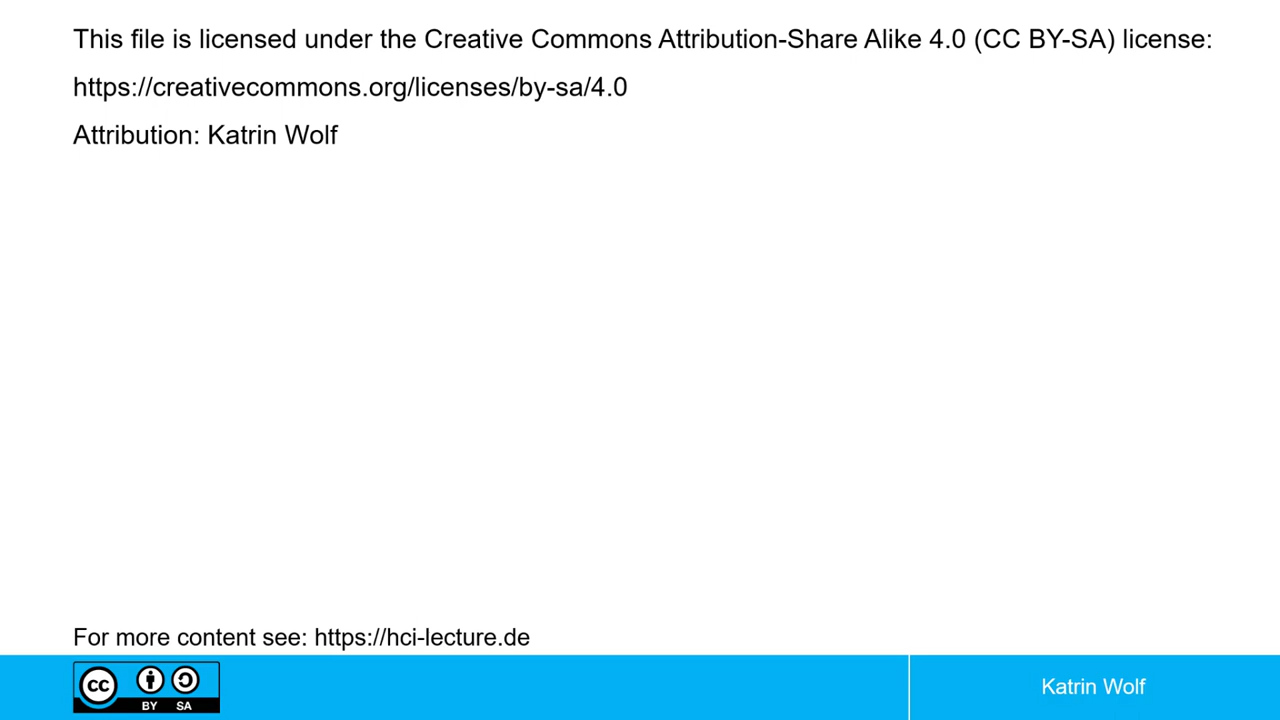 This file is licensed under the Creative Commons Attribution-Share Alike 4.0 (CC BY-SA) license:
https://creativecommons.org/licenses/by-sa/4.0
Attribution: Katrin Wolf
For more content see: https://hci-lecture.de
cc
BY SA
Katrin Wolf